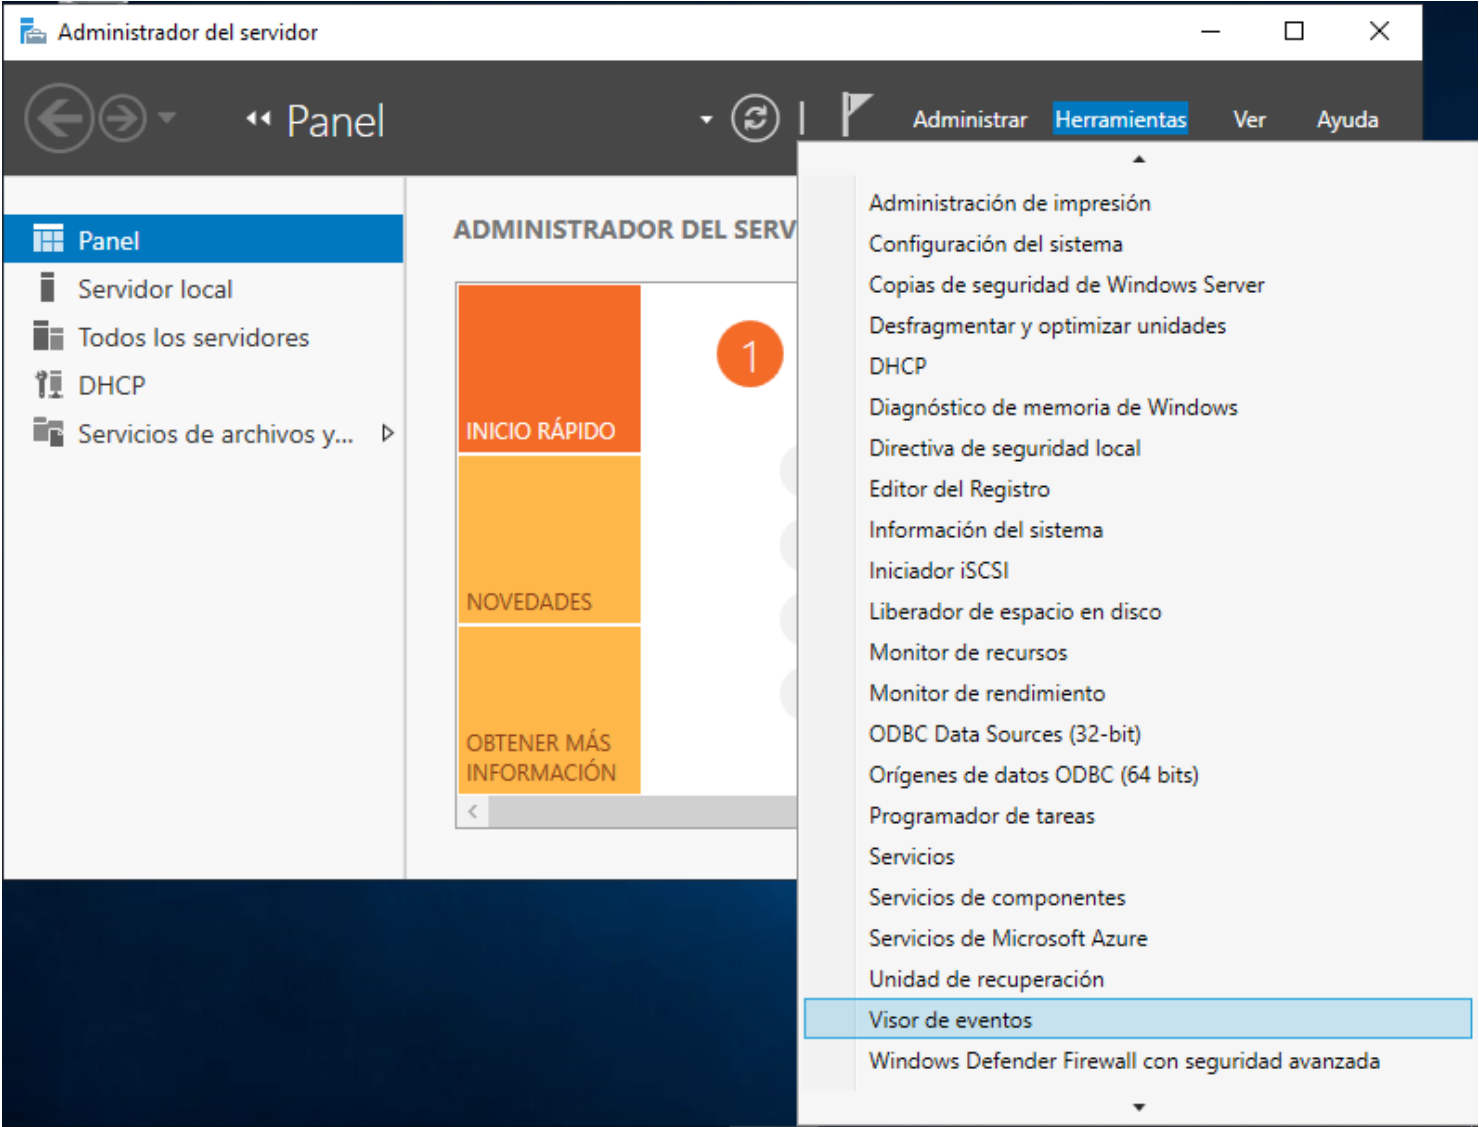 Administrador del servidor
Panel
Administrar Herramientas Ver Ayuda
Panel
Servidor local
Todos los servidores
DHCP
Servicios de archivos y...
ADMINISTRADOR DEL SERV
1
INICIO RÁPIDO
NOVEDADES
OBTENER MÁS
INFORMACIÓN
Administración de impresión
Configuración del sistema
Copias de seguridad de Windows Server
Desfragmentar y optimizar unidades
DHCP
Diagnóstico de memoria de Windows
Directiva de seguridad local
Editor del Registro
Información del sistema
Iniciador iSCSI
Liberador de espacio en disco
Monitor de recursos
Monitor de rendimiento
ODBC Data Sources (32-bit)
Orígenes de datos ODBC (64 bits)
Programador de tareas
Servicios
Servicios de componentes
Servicios de Microsoft Azure
Unidad de recuperación
Visor de eventos
Windows Defender Firewall con seguridad avanzada